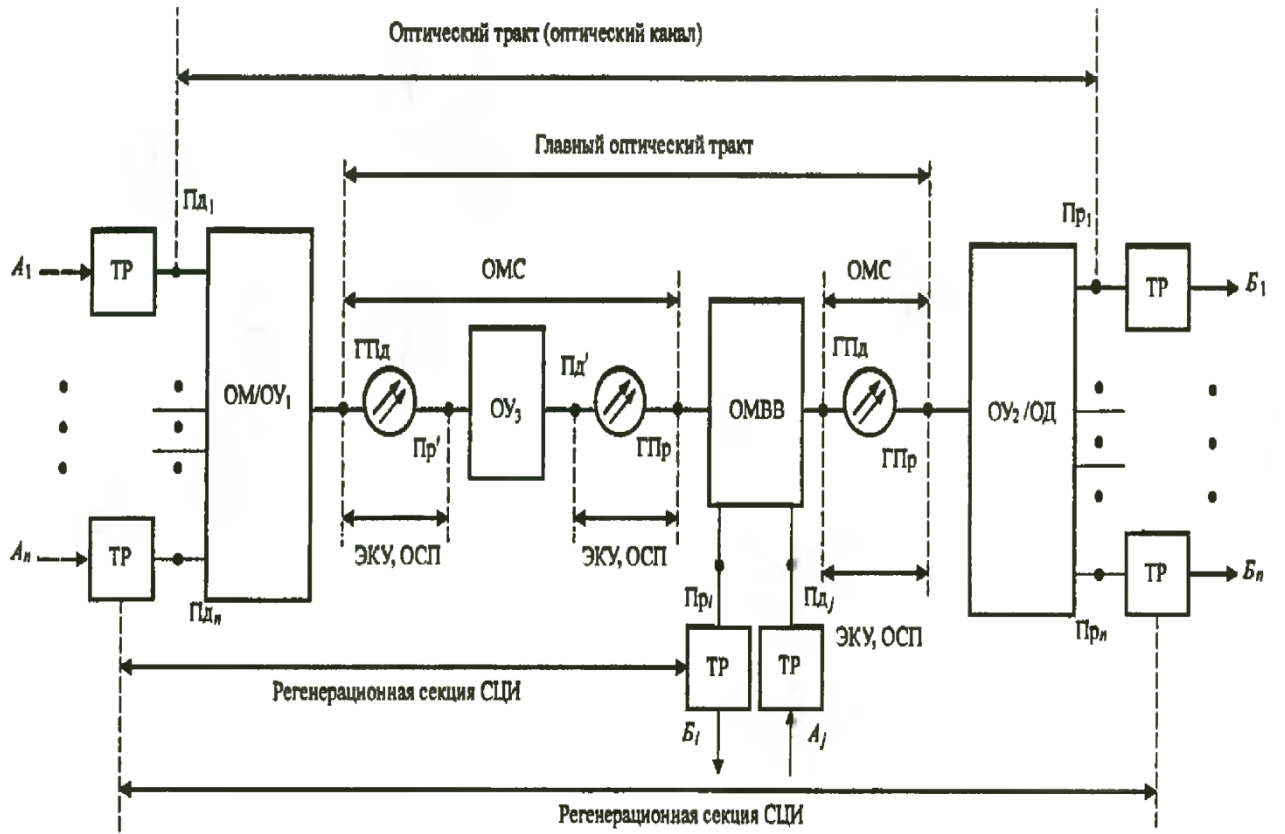 Оптический тракт (оптический канал)
Главный оптический тракт
Пд₁
Пр₁
A₁
ТР
ОМС
ОМС
ТР
Б₁
ГПд
Пд′
ГПд
ОМ/ОУ₁
ОУ₃
ОМВВ
ОУ₂/ОД
Пр′
ГПр
ГПр
ЭКУ, ОСП
ЭКУ, ОСП
Aₙ
ТР
ТР
Бₙ
Пдₙ
Прᵢ
Пдⱼ
Прₙ
ЭКУ, ОСП
ТР
ТР
Регенерационная секция СЦИ
Бᵢ
Aⱼ
Регенерационная секция СЦИ